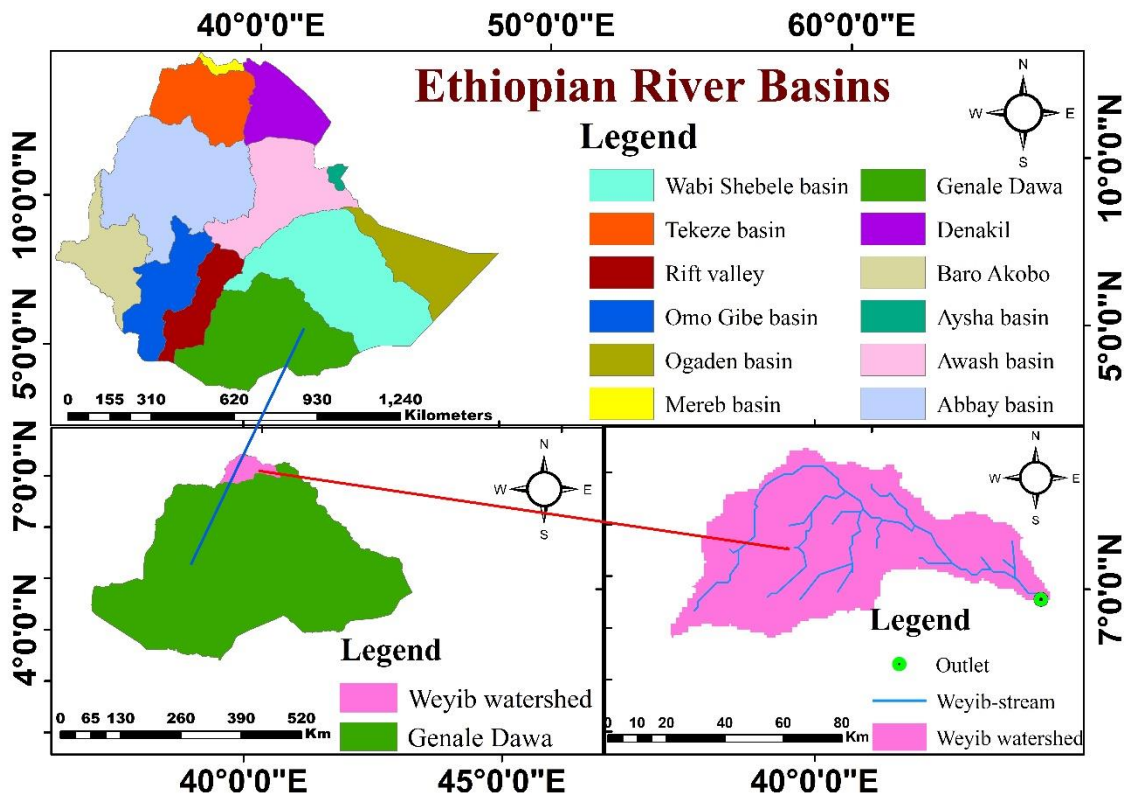 40°0'0"E 50°0'0"E 60°0'0"E
Ethiopian River Basins
N
W E
S
Legend
Wabi Shebele basin Genale Dawa
Tekeze basin Denakil
Rift valley Baro Akobo
Omo Gibe basin Aysha basin
Ogaden basin Awash basin
Mereb basin Abbay basin
10°0'0"N
5°0'0"N
10°0'0"N
5°0'0"N
0 155 310 620 930 1,240
Kilometers
N
W E
S
7°0'0"N
4°0'0"N
Legend
Weyib watershed
Genale Dawa
0 65 130 260 390 520
Km
40°0'0"E 45°0'0"E
N
W E
S
7°0'0"N
Legend
Outlet
Weyib-stream
Weyib watershed
0 10 20 40 60 80
Km
40°0'0"E